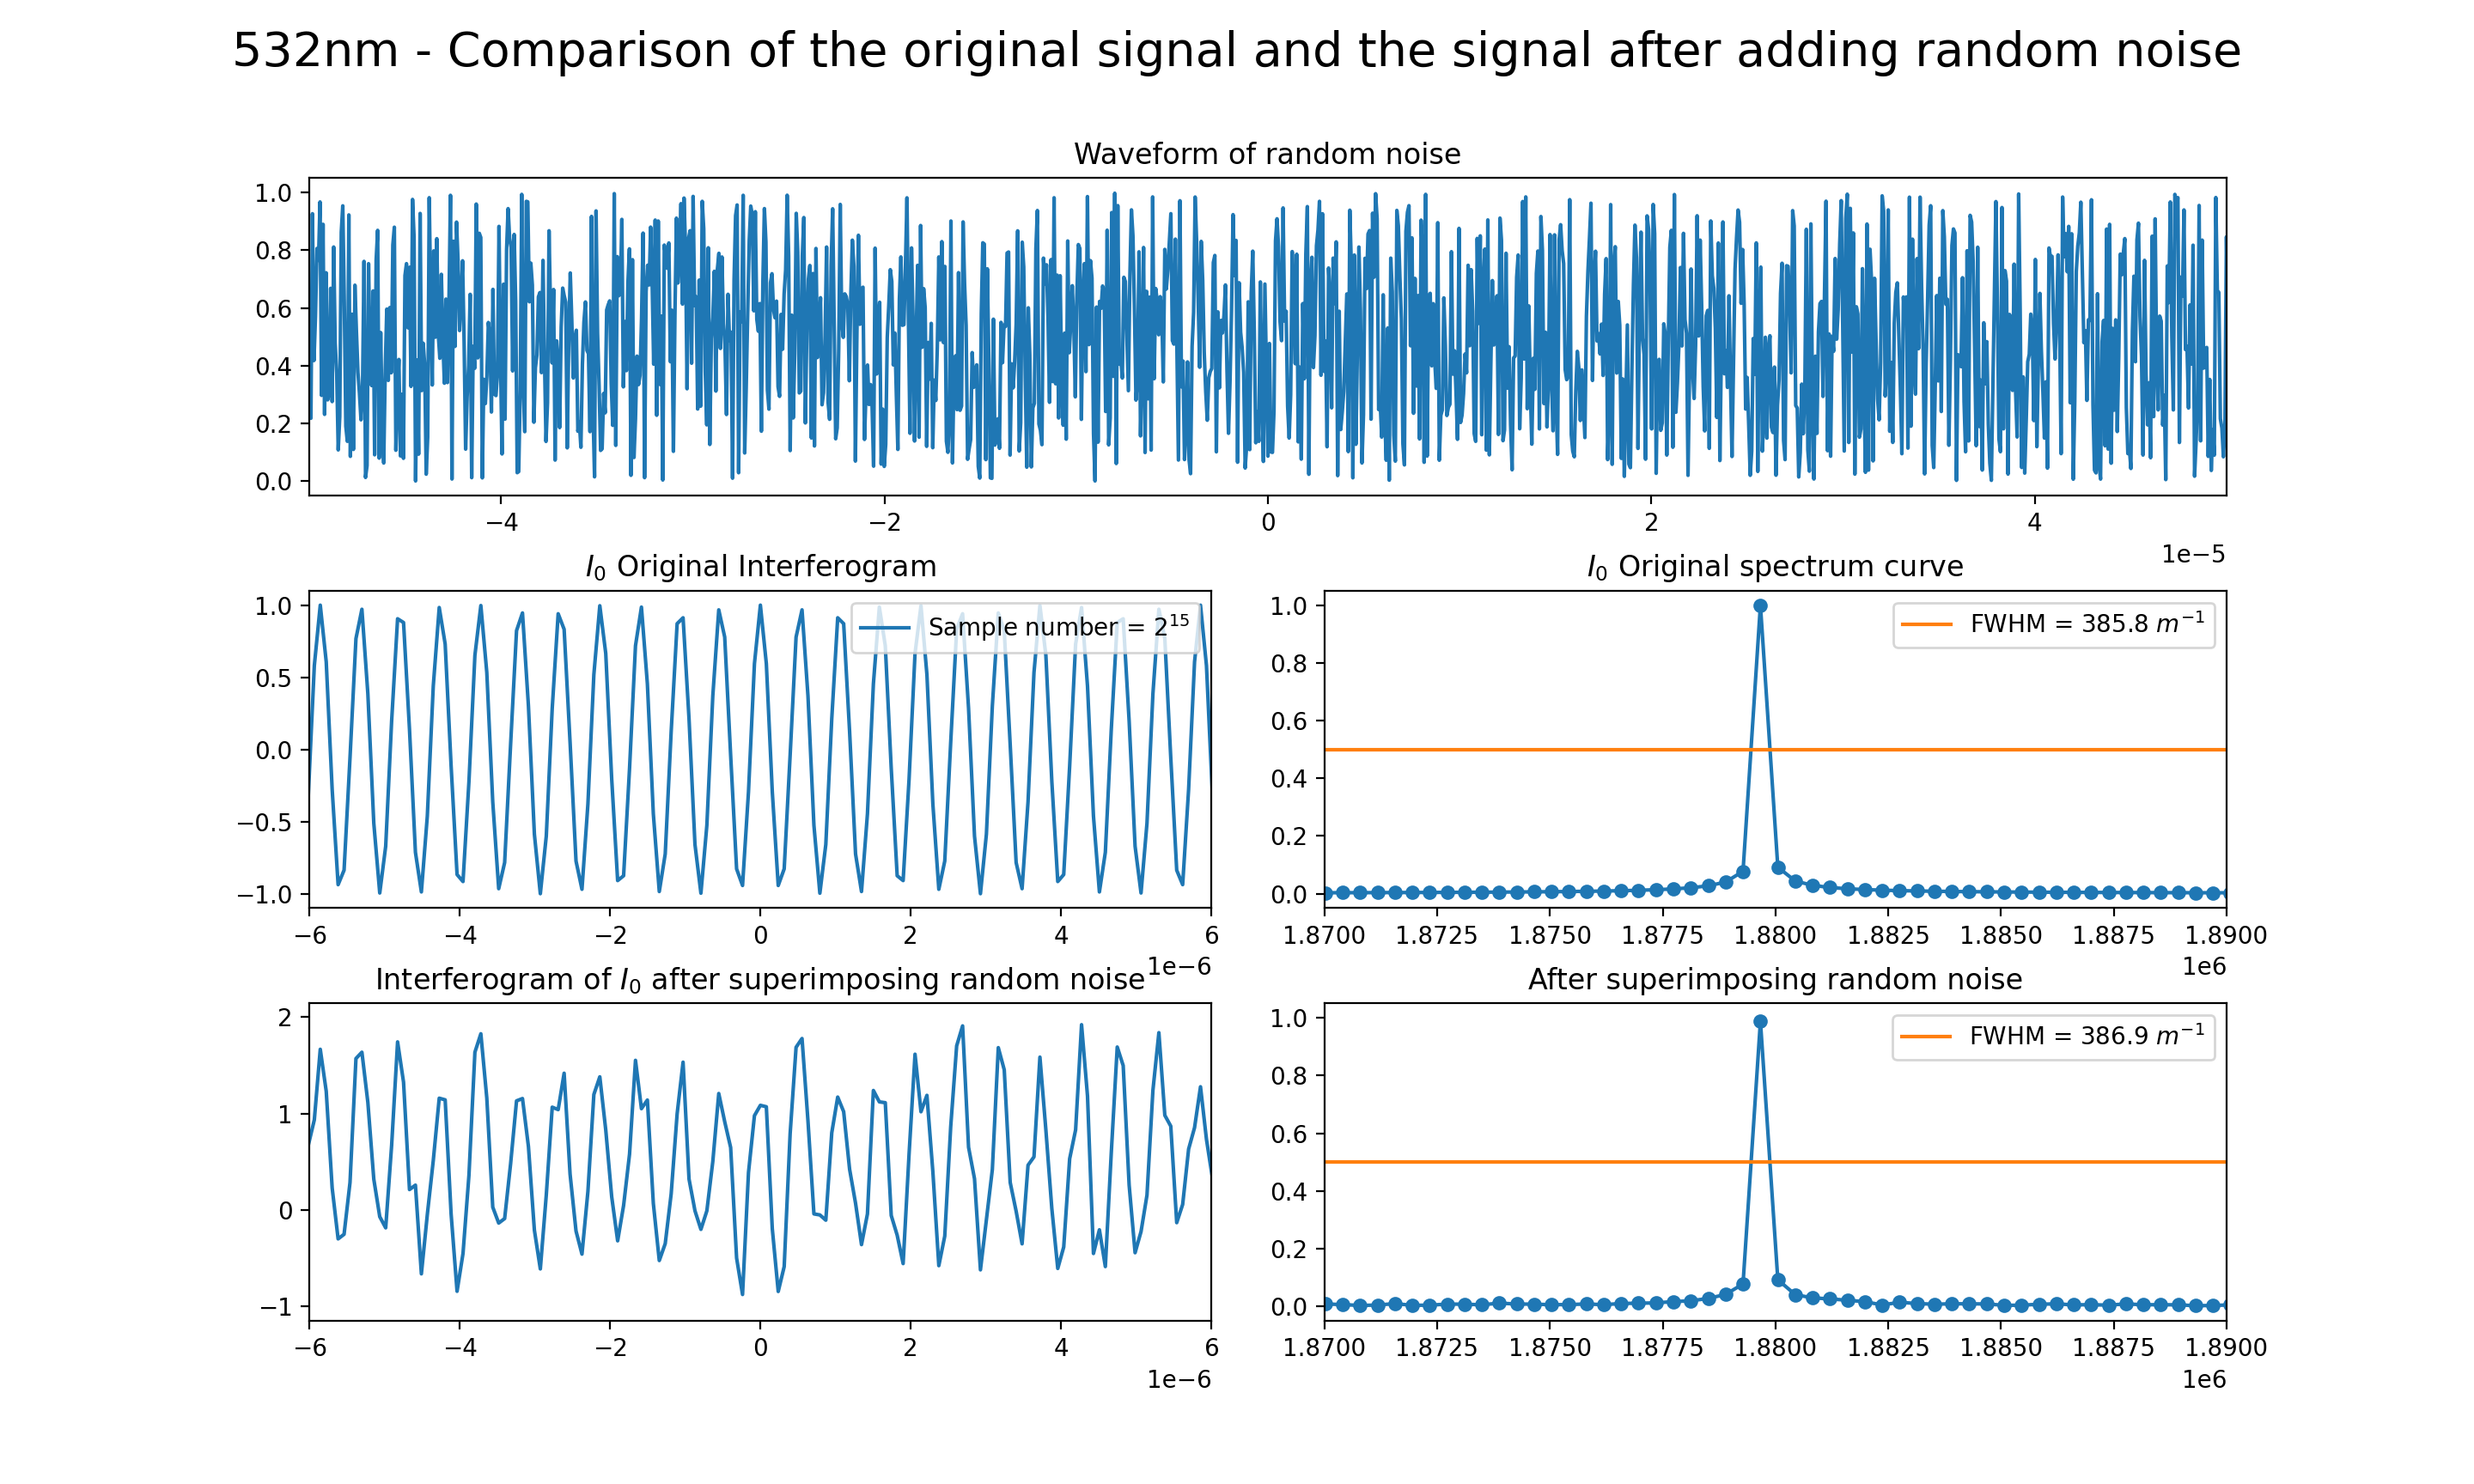 532nm - Comparison of the original signal and the signal after adding random noise
Waveform of random noise
1.0
0.8
0.6
0.4
0.2
0.0
−4 −2 0 2 4
1e−5
I₀ Original Interferogram
Sample number = 2¹⁵
1.0
0.5
0.0
−0.5
−1.0
−6 −4 −2 0 2 4 6
1e−6
I₀ Original spectrum curve
FWHM = 385.8 m⁻¹
1.0
0.8
0.6
0.4
0.2
0.0
1.8700 1.8725 1.8750 1.8775 1.8800 1.8825 1.8850 1.8875 1.8900
1e6
Interferogram of I₀ after superimposing random noise
2
1
0
−1
−6 −4 −2 0 2 4 6
1e−6
After superimposing random noise
FWHM = 386.9 m⁻¹
1.0
0.8
0.6
0.4
0.2
0.0
1.8700 1.8725 1.8750 1.8775 1.8800 1.8825 1.8850 1.8875 1.8900
1e6